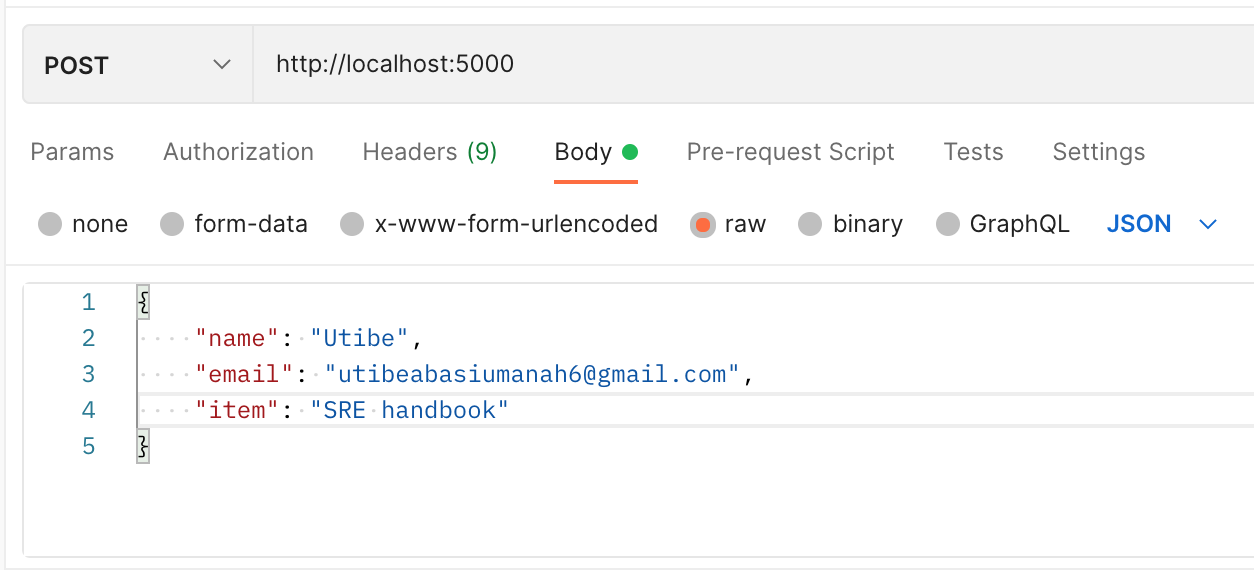 POST http://localhost:5000
Params Authorization Headers (9) Body Pre-request Script Tests Settings
none form-data x-www-form-urlencoded raw binary GraphQL JSON
1 {
2 "name": "Utibe",
3 "email": "utibeabasiumanah6@gmail.com",
4 "item": "SRE handbook"
5 }